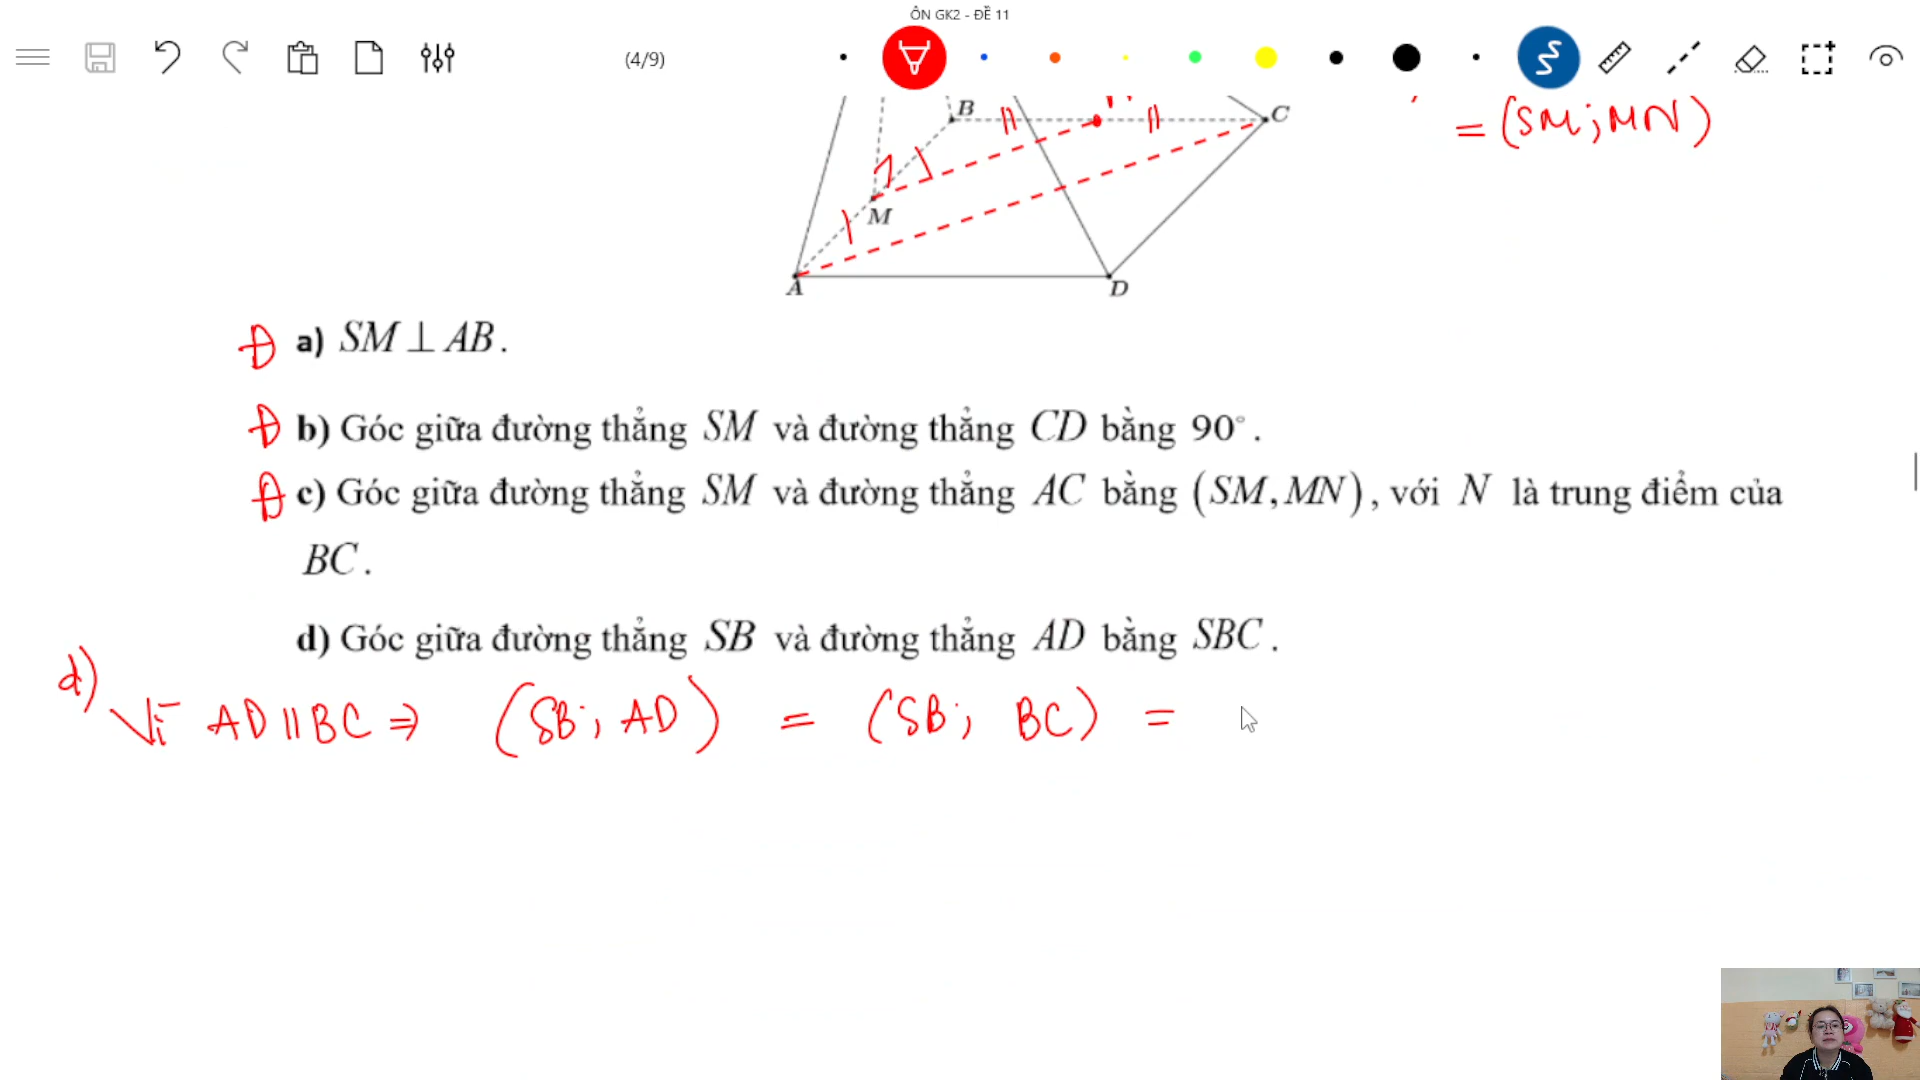 ÔN GK2 - ĐỀ 11
(4/9)
B
C
= (SM; MN)
M
A
D
Đ a) SM ⊥ AB.
Đ b) Góc giữa đường thẳng SM và đường thẳng CD bằng 90°.
Đ c) Góc giữa đường thẳng SM và đường thẳng AC bằng (SM, MN), với N là trung điểm của
BC.
d) Góc giữa đường thẳng SB và đường thẳng AD bằng SBC.
d)
Vì AD // BC ⇒ (SB; AD) = (SB; BC) =